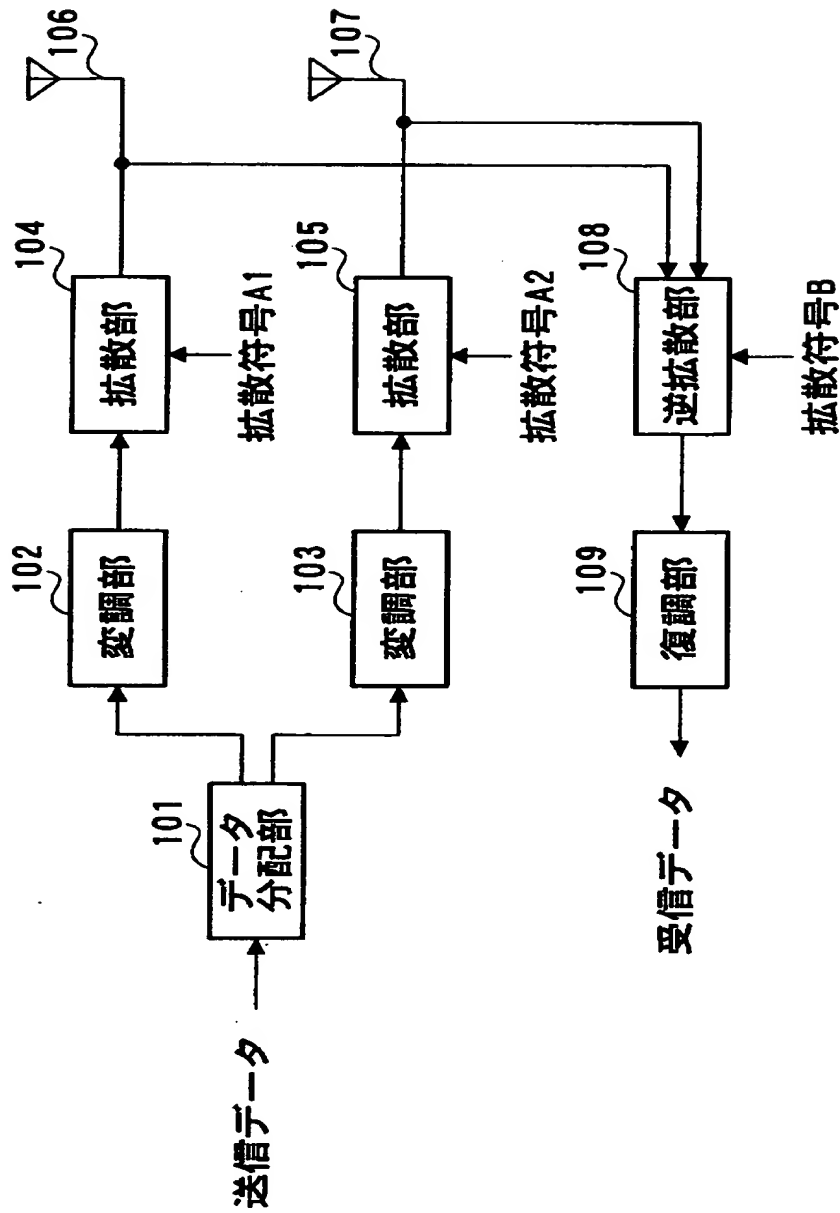 送信データ
101
データ
分配部
102
変調部
104
拡散部
拡散符号A1
106
103
変調部
105
拡散部
拡散符号A2
107
受信データ
109
復調部
108
逆拡散部
拡散符号B